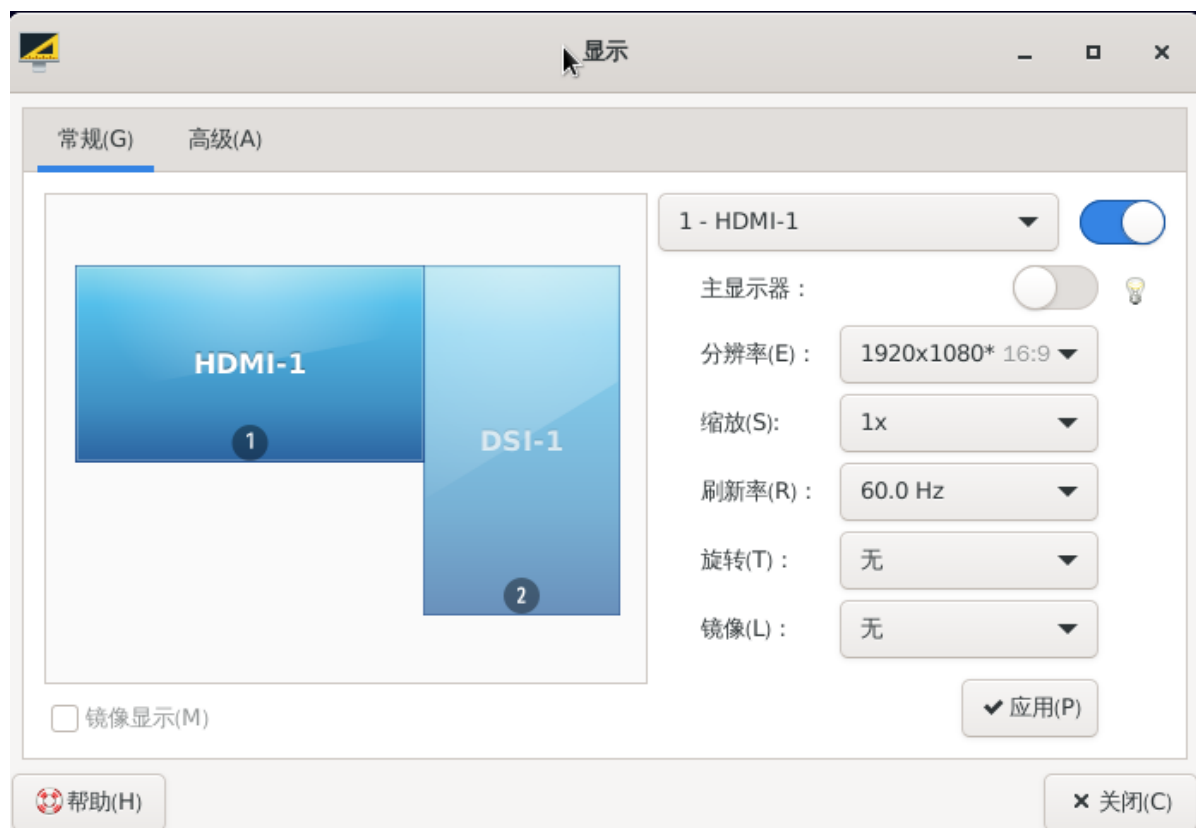 显示
常规(G) 高级(A)
1 - HDMI-1
HDMI-1
1
DSI-1
2
主显示器：
分辨率(E)： 1920x1080* 16:9
缩放(S): 1x
刷新率(R)： 60.0 Hz
旋转(T)： 无
镜像(L)： 无
镜像显示(M)
应用(P)
帮助(H) 关闭(C)